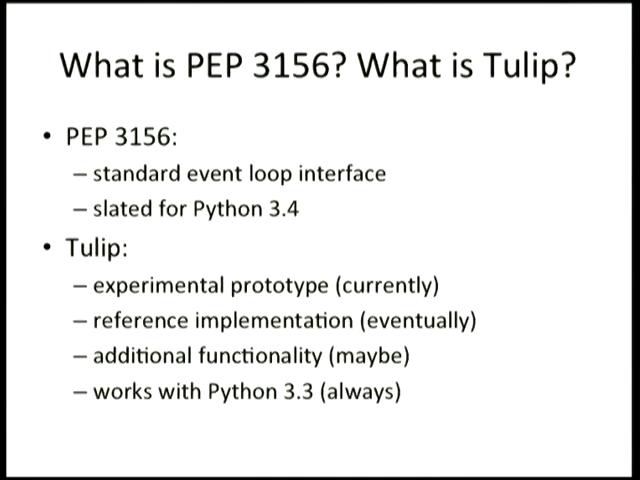 What is PEP 3156? What is Tulip?
• PEP 3156:
– standard event loop interface
– slated for Python 3.4
• Tulip:
– experimental prototype (currently)
– reference implementation (eventually)
– additional functionality (maybe)
– works with Python 3.3 (always)